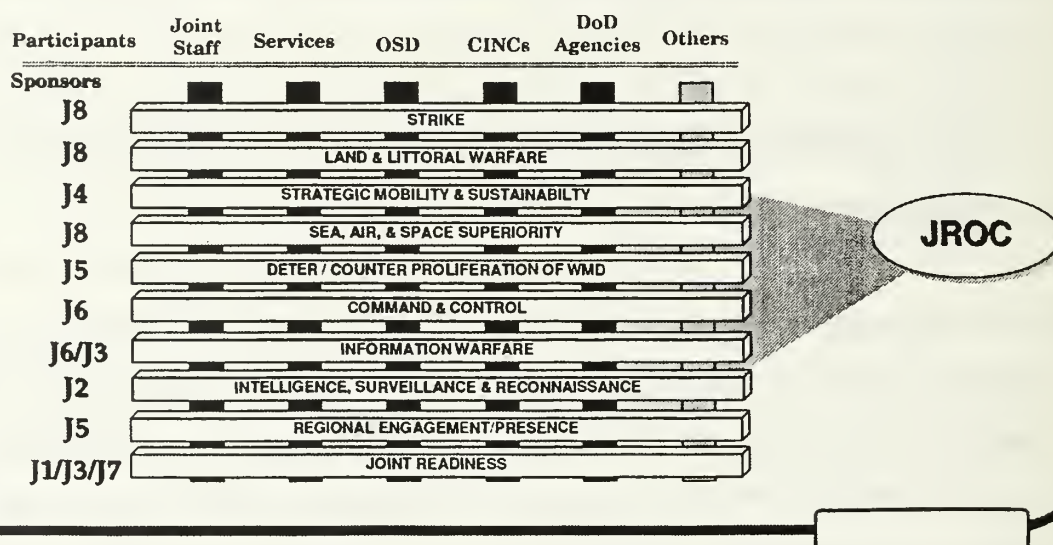 Participants Joint Staff Services OSD CINCs DoD Agencies Others
Sponsors
J8 STRIKE
J8 LAND & LITTORAL WARFARE
J4 STRATEGIC MOBILITY & SUSTAINABILTY
J8 SEA, AIR, & SPACE SUPERIORITY
JROC
J5 DETER / COUNTER PROLIFERATION OF WMD
J6 COMMAND & CONTROL
J6/J3 INFORMATION WARFARE
J2 INTELLIGENCE, SURVEILLANCE & RECONNAISSANCE
J5 REGIONAL ENGAGEMENT/PRESENCE
J1/J3/J7 JOINT READINESS